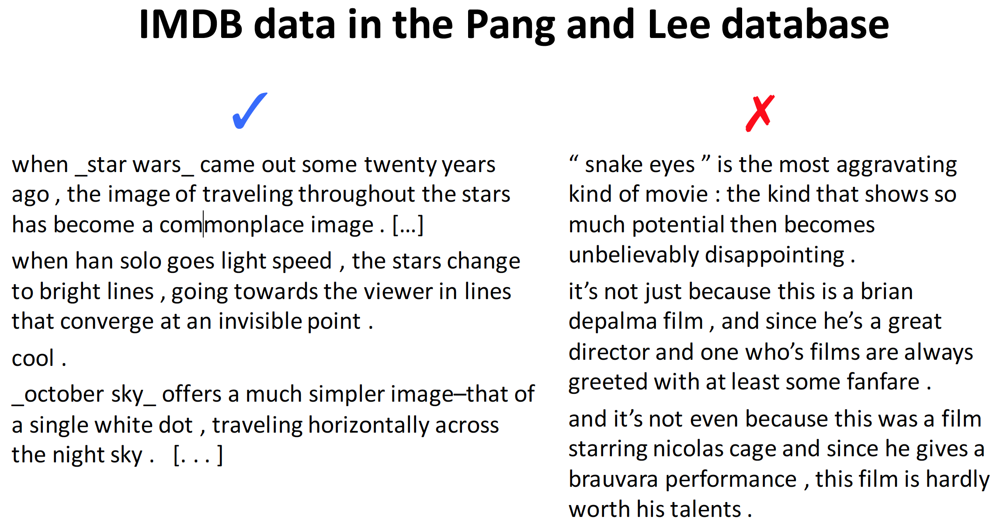 IMDB data in the Pang and Lee database
✓
when _star wars_ came out some twenty years
ago , the image of traveling throughout the stars
has become a commonplace image . […]
when han solo goes light speed , the stars change
to bright lines , going towards the viewer in lines
that converge at an invisible point .
cool .
_october sky_ offers a much simpler image–that of
a single white dot , traveling horizontally across
the night sky .   [. . . ]
✗
“ snake eyes ” is the most aggravating
kind of movie : the kind that shows so
much potential then becomes
unbelievably disappointing .
it’s not just because this is a brian
depalma film , and since he’s a great
director and one who’s films are always
greeted with at least some fanfare .
and it’s not even because this was a film
starring nicolas cage and since he gives a
brauvara performance , this film is hardly
worth his talents .